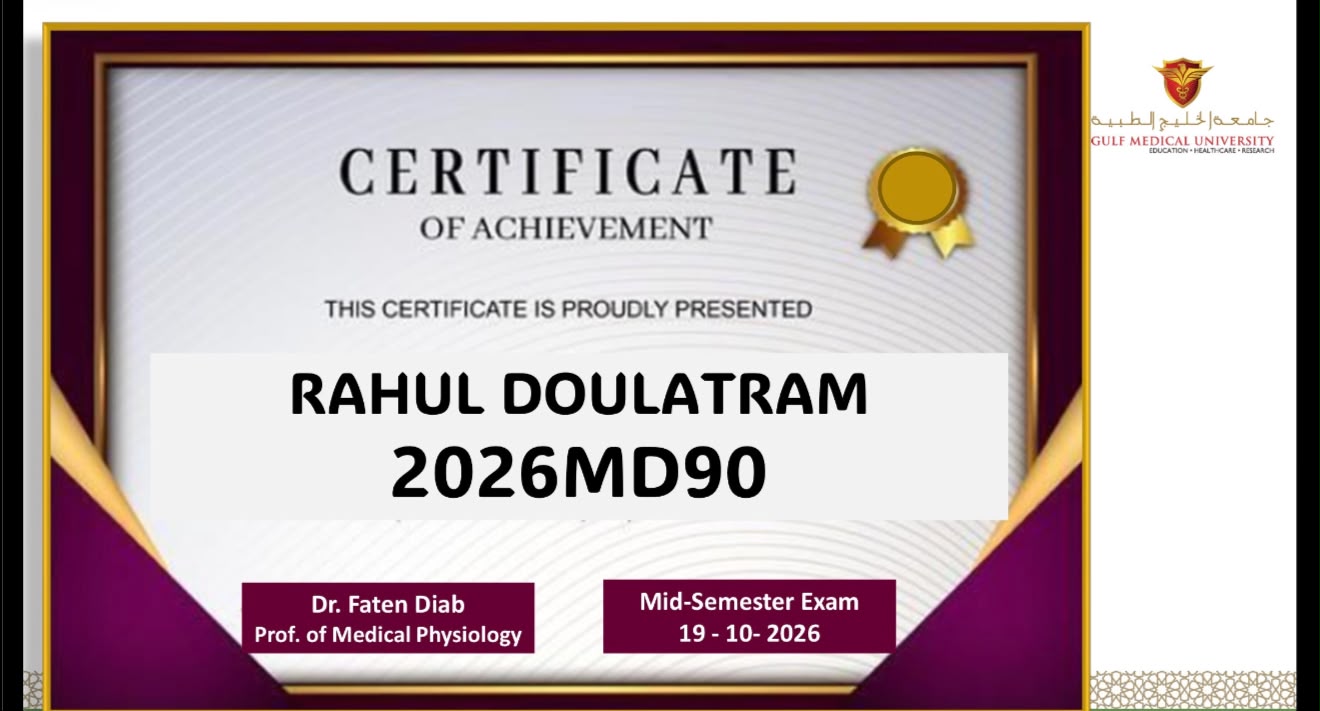 CERTIFICATE
OF ACHIEVEMENT
THIS CERTIFICATE IS PROUDLY PRESENTED
RAHUL DOULATRAM
2026MD90
Dr. Faten Diab
Prof. of Medical Physiology
Mid-Semester Exam
19 - 10- 2026
جامعة الخليج الطبية
GULF MEDICAL UNIVERSITY
EDUCATION • HEALTHCARE • RESEARCH